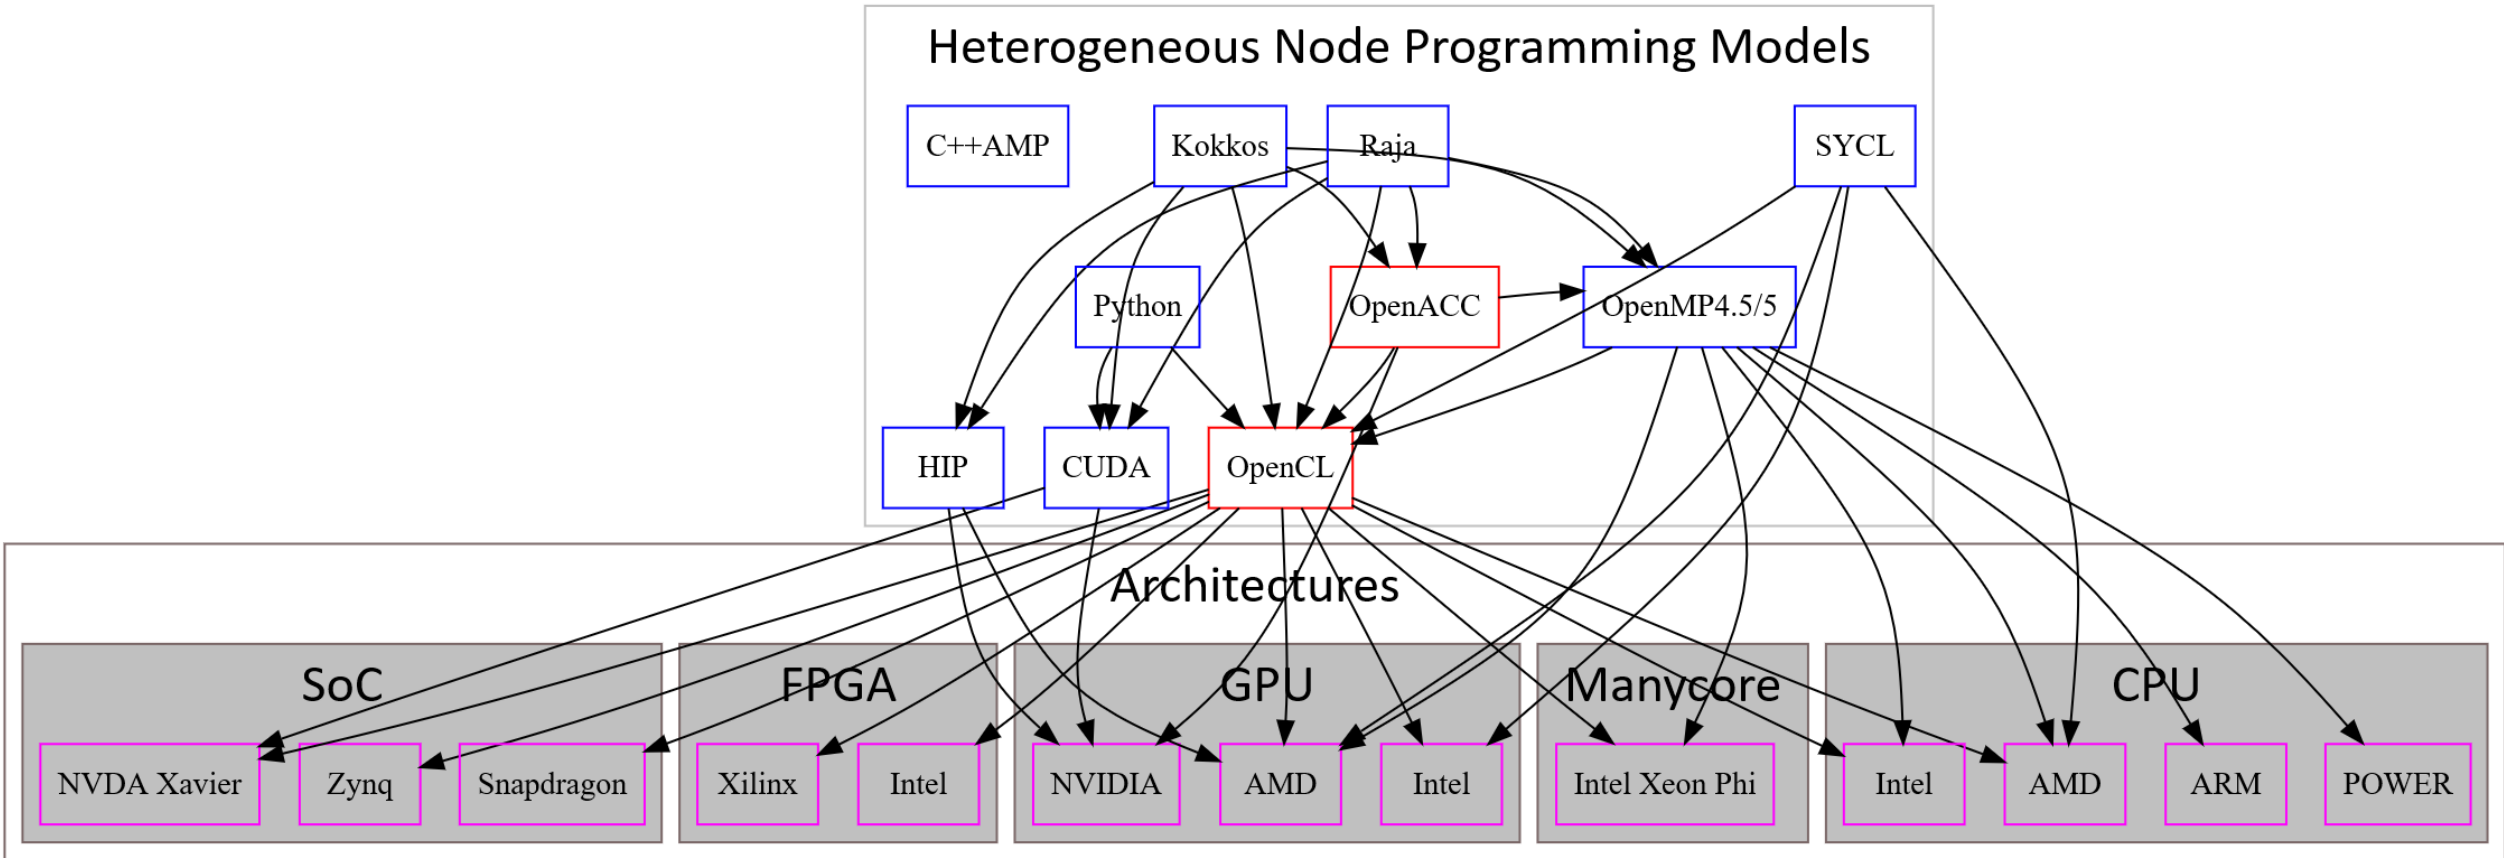 Heterogeneous Node Programming Models
C++AMP
Kokkos
Raja
SYCL
Python
OpenACC
OpenMP4.5/5
HIP
CUDA
OpenCL
Architectures
SoC
FPGA
GPU
Manycore
CPU
NVDA Xavier
Zynq
Snapdragon
Xilinx
Intel
NVIDIA
AMD
Intel
Intel Xeon Phi
Intel
AMD
ARM
POWER